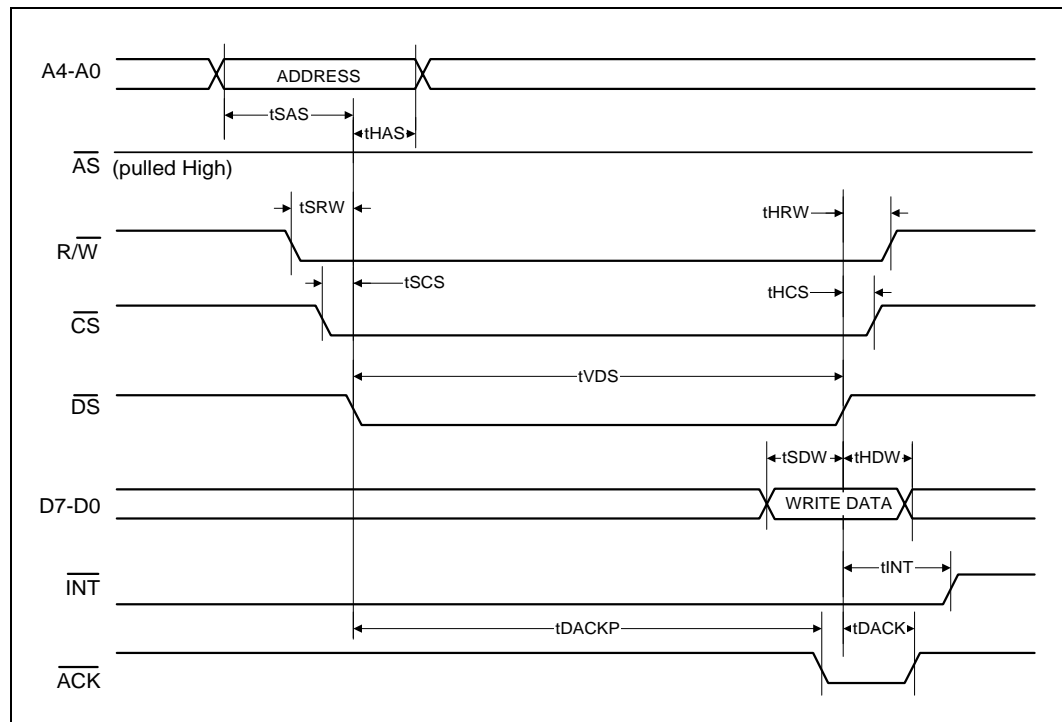 A4-A0
ADDRESS
tSAS
tHAS
AS (pulled High)
tSRW
tHRW
R/W
tSCS
tHCS
CS
tVDS
DS
tSDW
tHDW
D7-D0
WRITE DATA
tINT
INT
tDACKP
tDACK
ACK